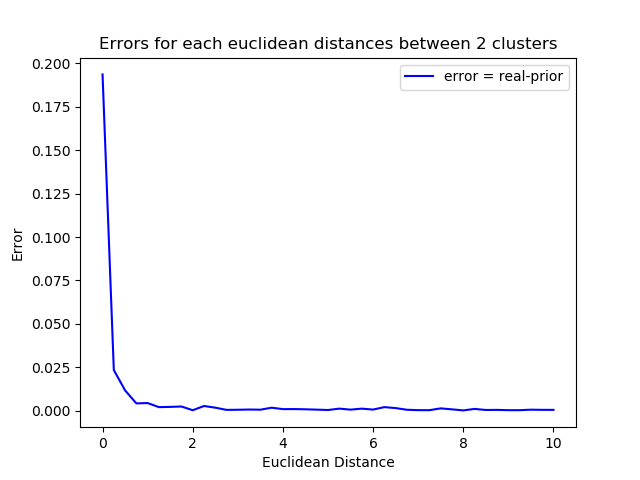 Errors for each euclidean distances between 2 clusters
error = real-prior
0.200
0.175
0.150
0.125
0.100
0.075
0.050
0.025
0.000
Error
0 2 4 6 8 10
Euclidean Distance